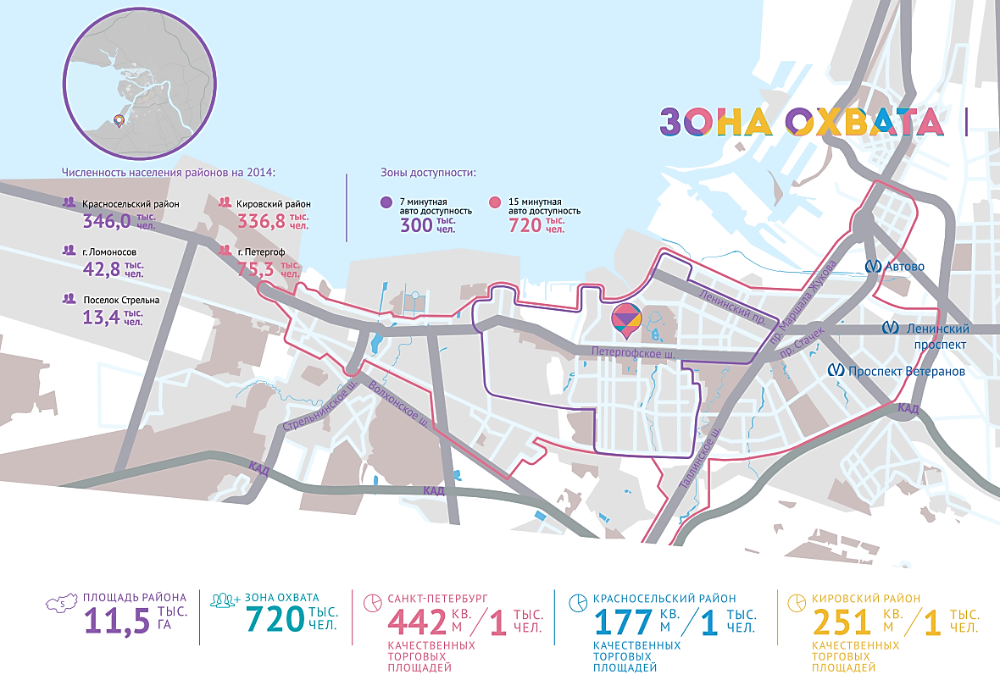 ЗОНА ОХВАТА
Численность населения районов на 2014:
Красносельский район
346,0 тыс. чел.
Кировский район
336,8 тыс. чел.
г. Ломоносов
42,8 тыс. чел.
г. Петергоф
75,3 тыс. чел.
Поселок Стрельна
13,4 тыс. чел.
Зоны доступности:
7 минутная
авто доступность
300 тыс. чел.
15 минутная
авто доступность
720 тыс. чел.
Автово
Ленинский
проспект
Проспект Ветеранов
Ленинский пр.
пр. Маршала Жукова
пр. Стачек
Петергофское ш.
Волхонское ш.
Стрельнинское ш.
Таллинское ш.
КАД
КАД
КАД
ПЛОЩАДЬ РАЙОНА
S
11,5 ТЫС. ГА
ЗОНА ОХВАТА
720 ТЫС. ЧЕЛ.
САНКТ-ПЕТЕРБУРГ
442 КВ. М / 1 ТЫС. ЧЕЛ.
КАЧЕСТВЕННЫХ
ТОРГОВЫХ
ПЛОЩАДЕЙ
КРАСНОСЕЛЬСКИЙ РАЙОН
177 КВ. М / 1 ТЫС. ЧЕЛ.
КАЧЕСТВЕННЫХ
ТОРГОВЫХ
ПЛОЩАДЕЙ
КИРОВСКИЙ РАЙОН
251 КВ. М / 1 ТЫС. ЧЕЛ.
КАЧЕСТВЕННЫХ
ТОРГОВЫХ
ПЛОЩАДЕЙ